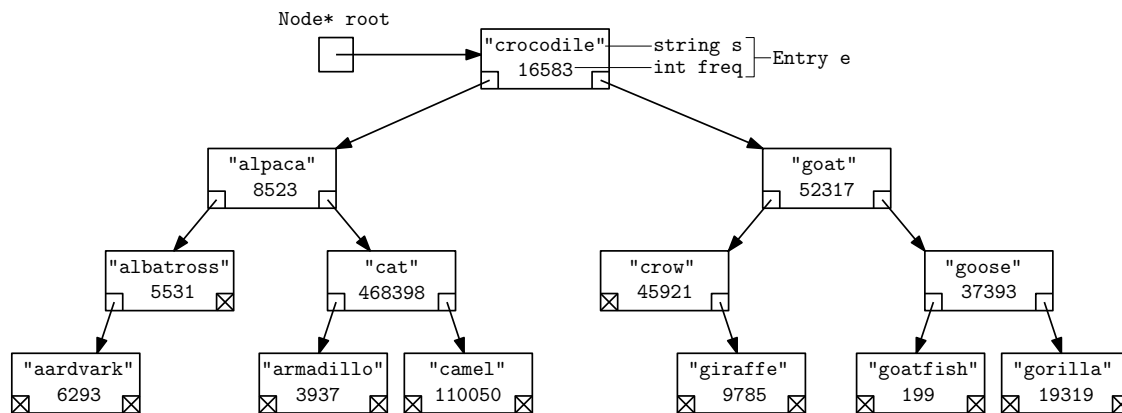 Node* root
"crocodile"
16583
string s
int freq
Entry e
"alpaca"
8523
"goat"
52317
"albatross"
5531
"cat"
468398
"crow"
45921
"goose"
37393
"aardvark"
6293
"armadillo"
3937
"camel"
110050
"giraffe"
9785
"goatfish"
199
"gorilla"
19319